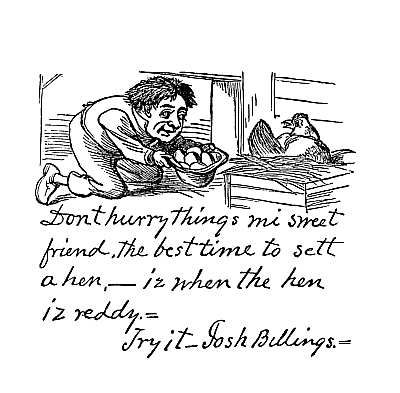 Dont hurry things mi sweet
friend, the best time to sett
a hen, — iz when the hen
iz reddy. =
Try it — Josh Billings. =